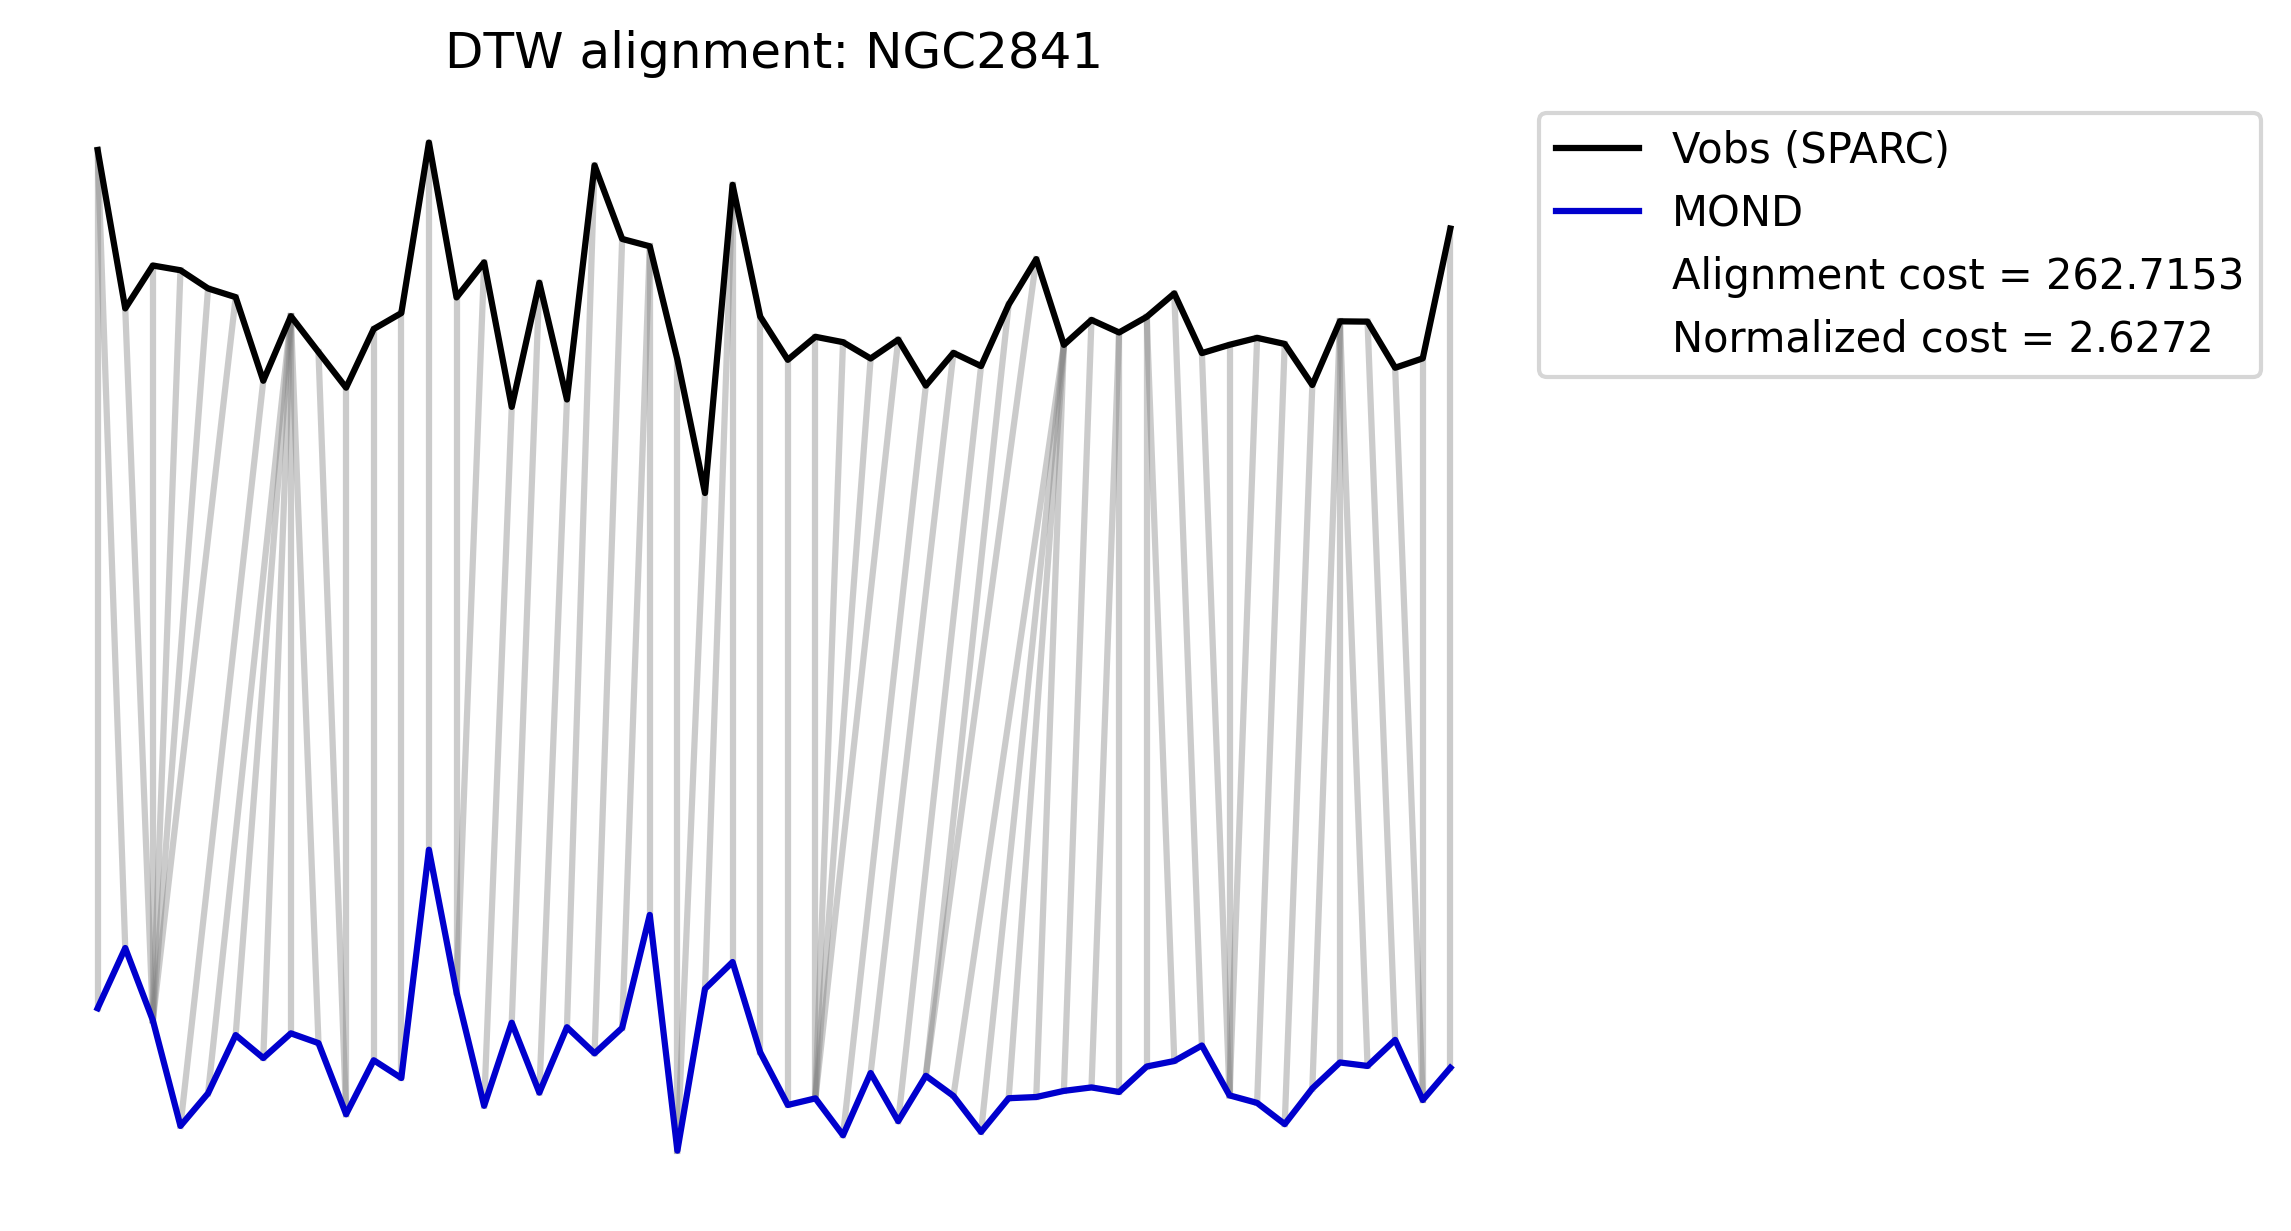 DTW alignment: NGC2841
Vobs (SPARC)
MOND
Alignment cost = 262.7153
Normalized cost = 2.6272